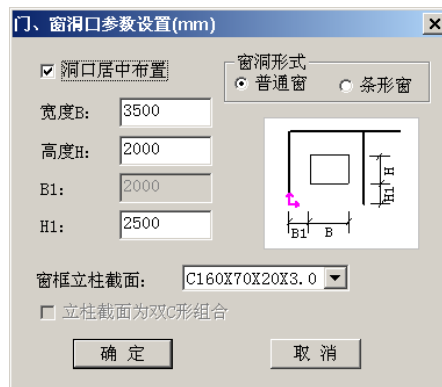 门、窗洞口参数设置(mm)
洞口居中布置
窗洞形式
普通窗 条形窗
宽度B: 3500
高度H: 2000
B1: 2000
H1: 2500
H
H1
B1 B
窗框立柱截面: C160X70X20X3.0
立柱截面为双C形组合
确 定 取 消